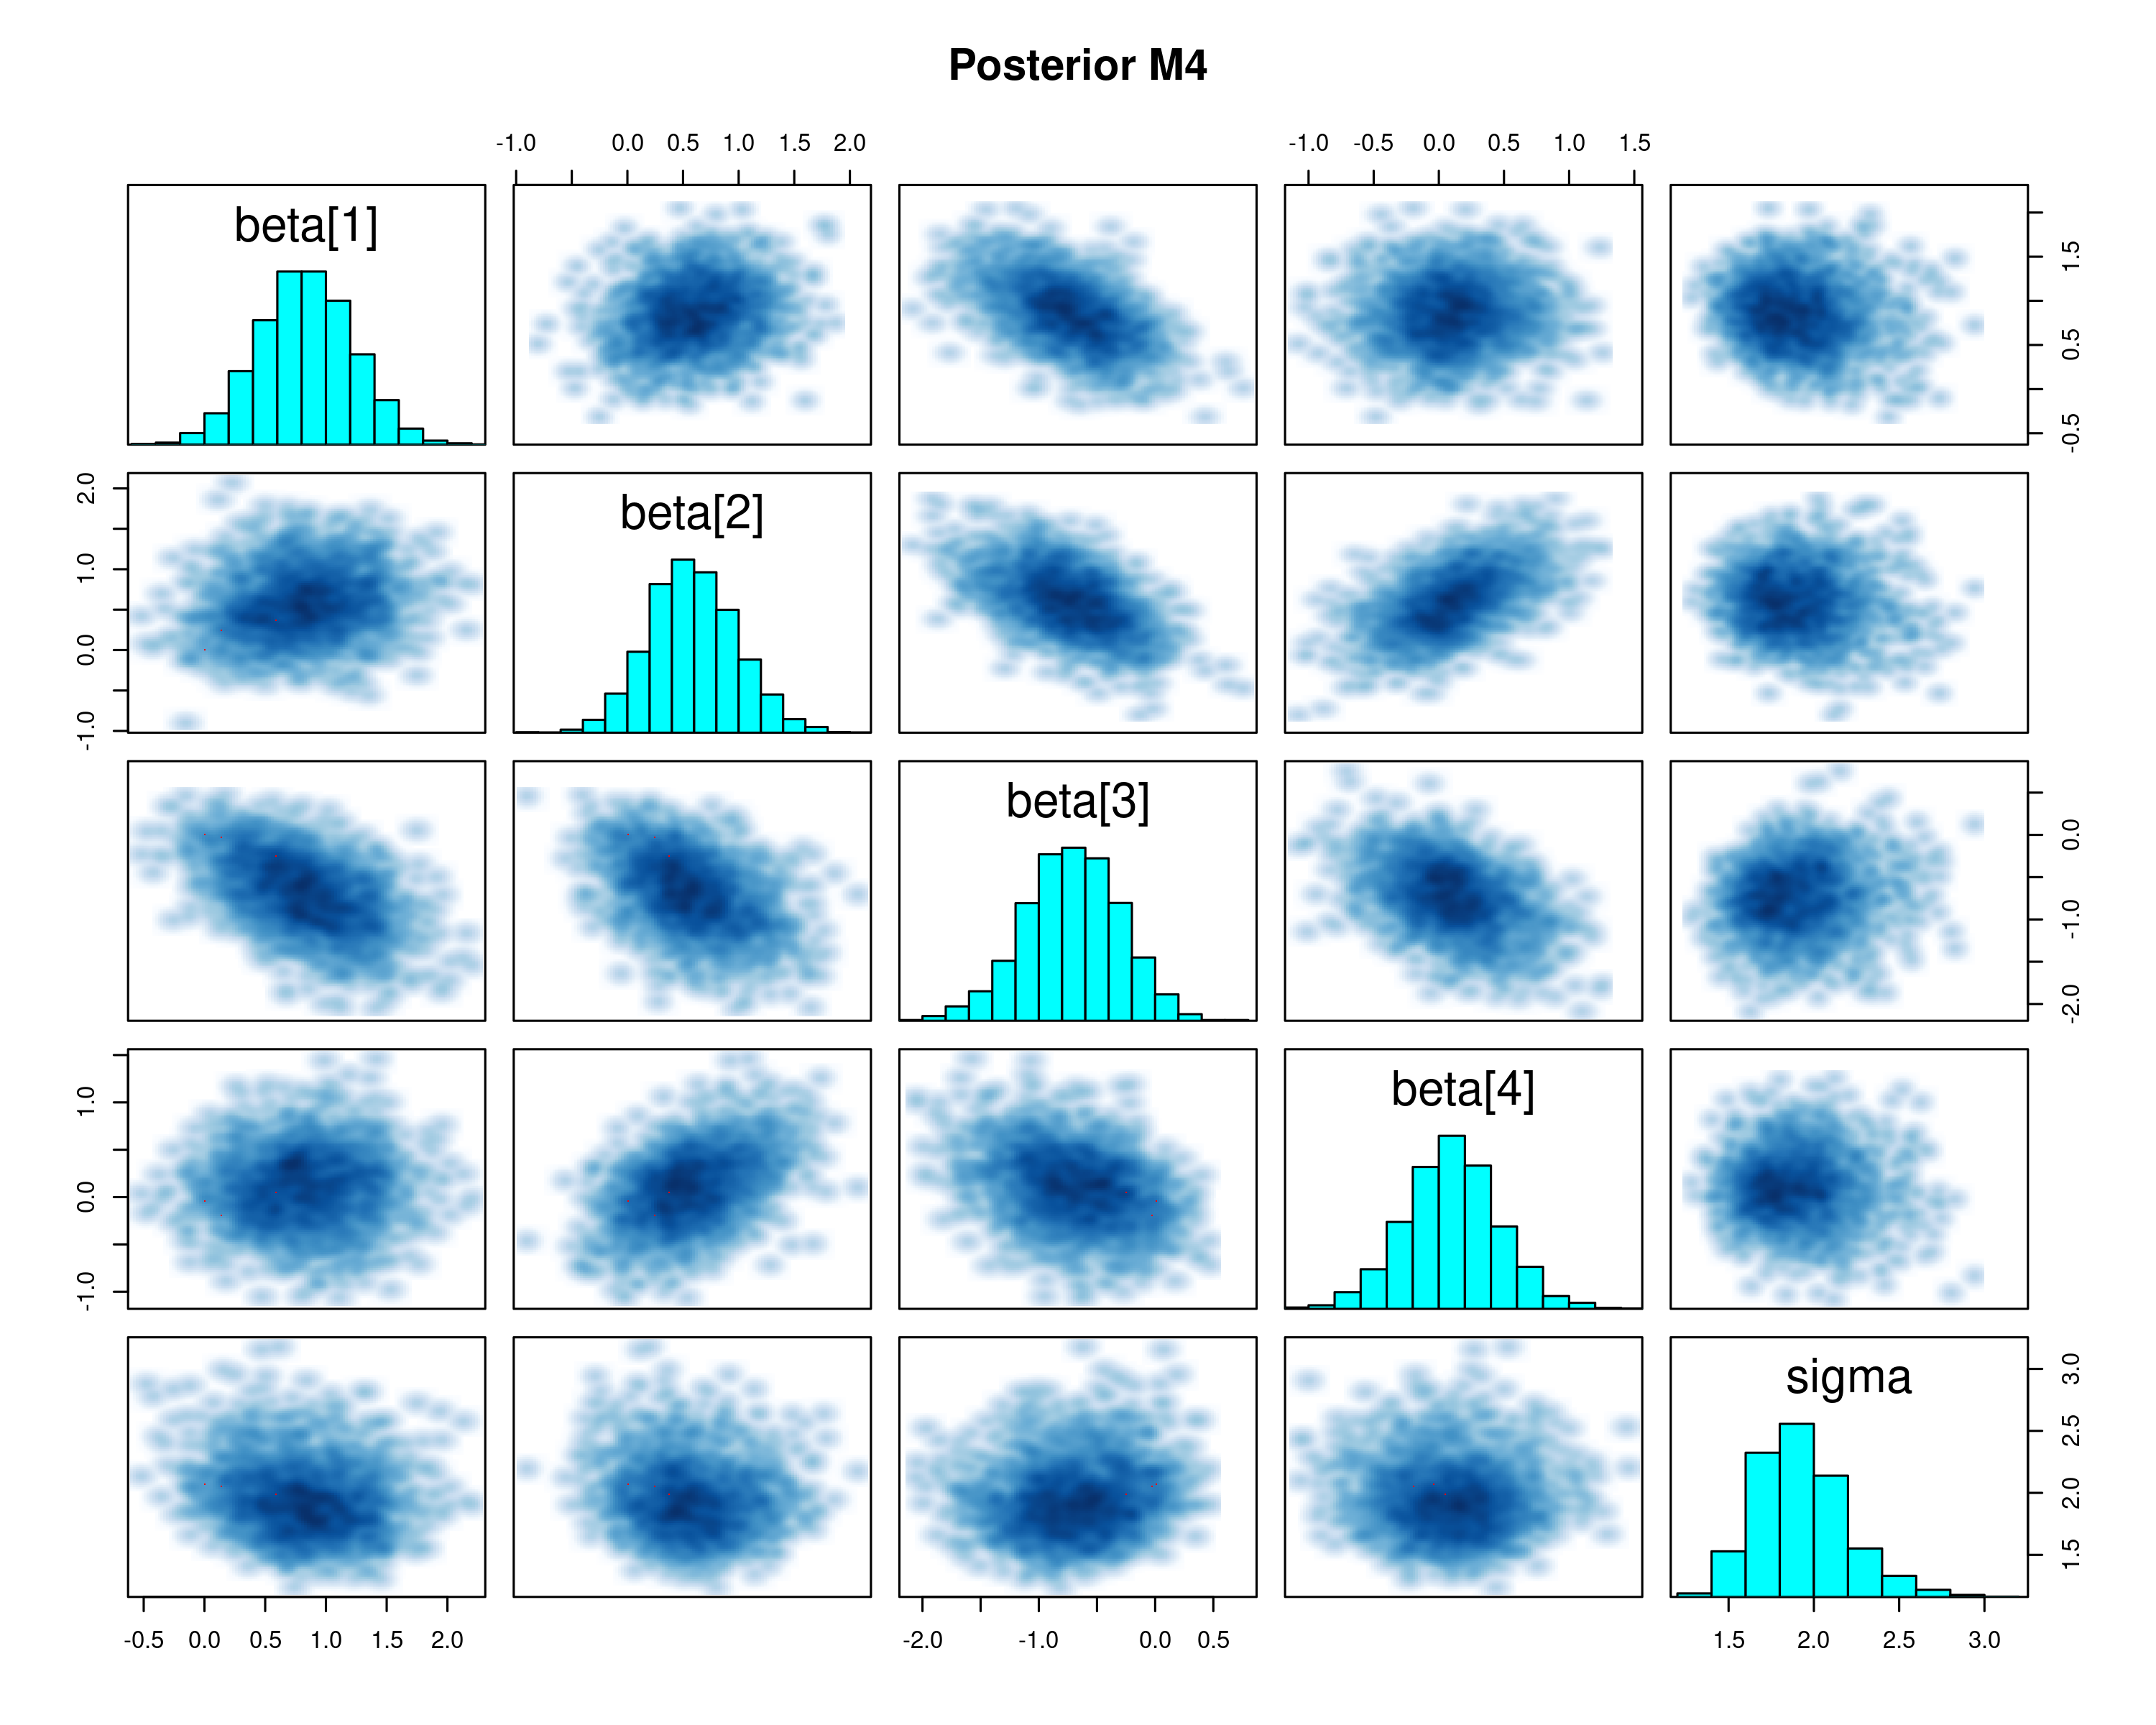 Posterior M4
-1.0 0.0 0.5 1.0 1.5 2.0
-1.0 -0.5 0.0 0.5 1.0 1.5
beta[1]
-0.5 0.5 1.5
beta[2]
-1.0 0.0 1.0 2.0
beta[3]
-2.0 -1.0 0.0
beta[4]
-1.0 0.0 1.0
sigma
1.5 2.0 2.5 3.0
-0.5 0.0 0.5 1.0 1.5 2.0
-2.0 -1.0 0.0 0.5
1.5 2.0 2.5 3.0